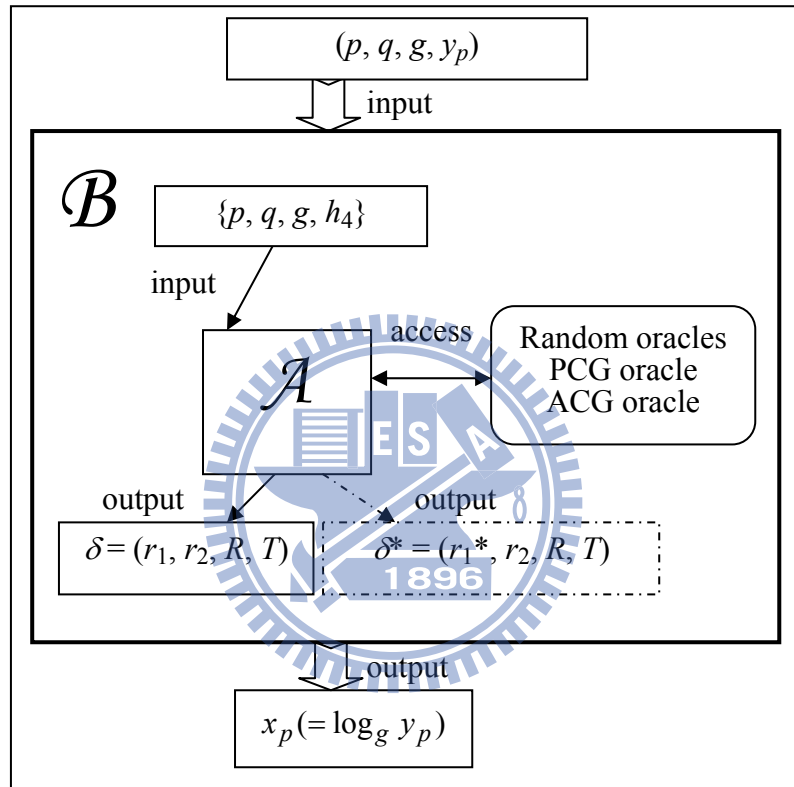 (p, q, g, y_p)
input
ℬ
{p, q, g, h_4}
input
access
𝒜
Random oracles
PCG oracle
ACG oracle
E S A
output
output
δ = (r_1, r_2, R, T)
δ* = (r_1*, r_2, R, T)
1896
output
x_p(= log_g y_p)